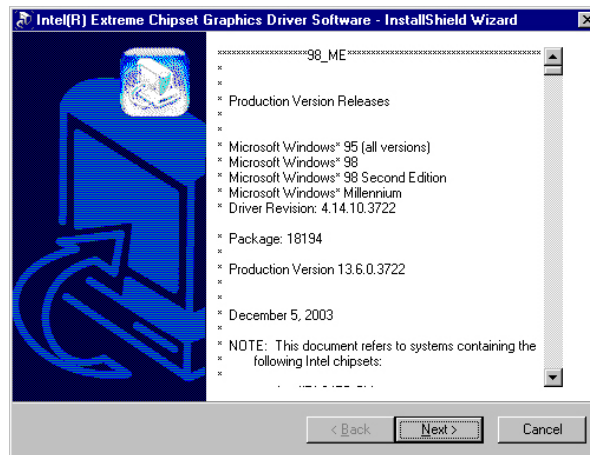 Intel(R) Extreme Chipset Graphics Driver Software - InstallShield Wizard
******************98_ME***************************************
*
*
* Production Version Releases
*
*
* Microsoft Windows* 95 (all versions)
* Microsoft Windows* 98
* Microsoft Windows* 98 Second Edition
* Microsoft Windows* Millennium
* Driver Revision: 4.14.10.3722
*
* Package: 18194
*
* Production Version 13.6.0.3722
*
*
* December 5, 2003
*
* NOTE: This document refers to systems containing the
* following Intel chipsets:
*
< Back
Next >
Cancel